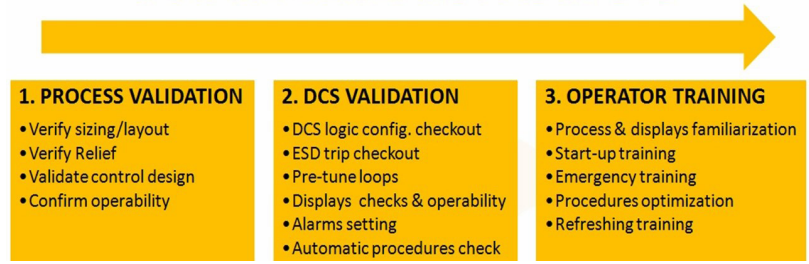 1. PROCESS VALIDATION
•Verify sizing/layout
•Verify Relief
•Validate control design
•Confirm operability
2. DCS VALIDATION
•DCS logic config. checkout
•ESD trip checkout
•Pre-tune loops
•Displays checks & operability
•Alarms setting
•Automatic procedures check
3. OPERATOR TRAINING
•Process & displays familiarization
•Start-up training
•Emergency training
•Procedures optimization
•Refreshing training